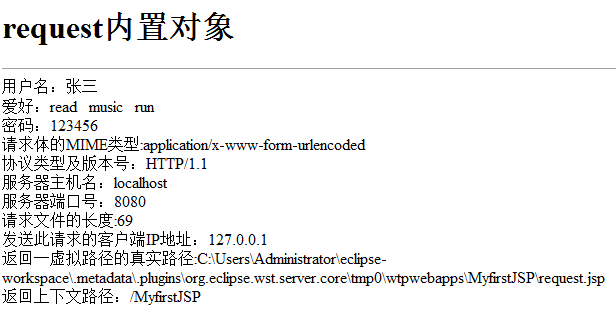 request内置对象
用户名：张三
爱好：read music run
密码：123456
请求体的MIME类型:application/x-www-form-urlencoded
协议类型及版本号：HTTP/1.1
服务器主机名：localhost
服务器端口号：8080
请求文件的长度:69
发送此请求的客户端IP地址：127.0.0.1
返回一虚拟路径的真实路径:C:\Users\Administrator\eclipse-
workspace\.metadata\.plugins\org.eclipse.wst.server.core\tmp0\wtpwebapps\MyfirstJSP\request.jsp
返回上下文路径：/MyfirstJSP